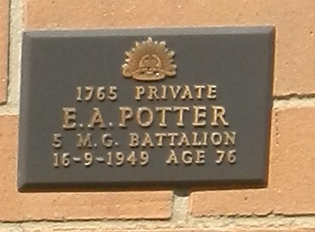 1765 PRIVATE
E.A. POTTER
5 M.G. BATTALION
16-9-1949 AGE 76